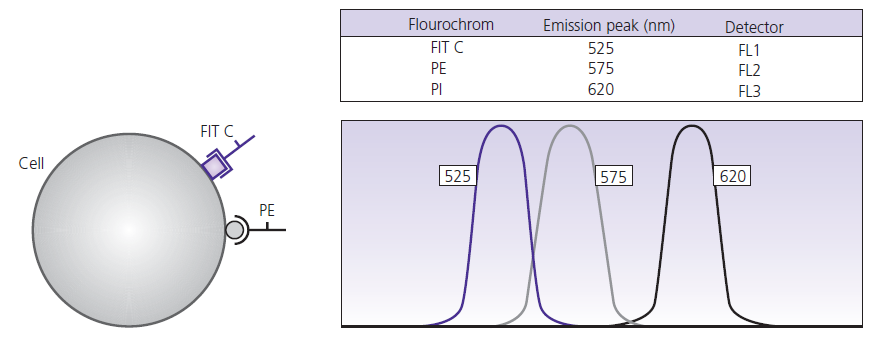 Flourochrom Emission peak (nm) Detector
FIT C 525 FL1
PE 575 FL2
PI 620 FL3
FIT C
Cell
PE
525 575 620